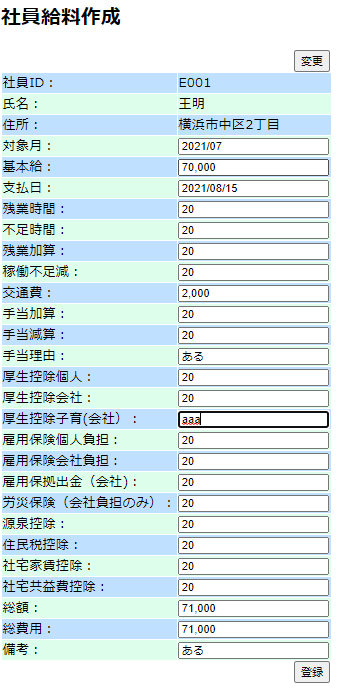 社員給料作成
変更
社員ID： E001
氏名： 王明
住所： 横浜市中区2丁目
対象月： 2021/07
基本給： 70,000
支払日： 2021/08/15
残業時間： 20
不足時間： 20
残業加算： 20
稼働不足減： 20
交通費： 2,000
手当加算： 20
手当減算： 20
手当理由： ある
厚生控除個人： 20
厚生控除会社： 20
厚生控除子育(会社）： aaa
雇用保険個人負担： 20
雇用保険会社負担： 20
雇用保拠出金（会社)： 20
労災保険（会社負担のみ）： 20
源泉控除： 20
住民税控除： 20
社宅家賃控除： 20
社宅共益費控除： 20
総額： 71,000
総費用： 71,000
備考： ある
登録